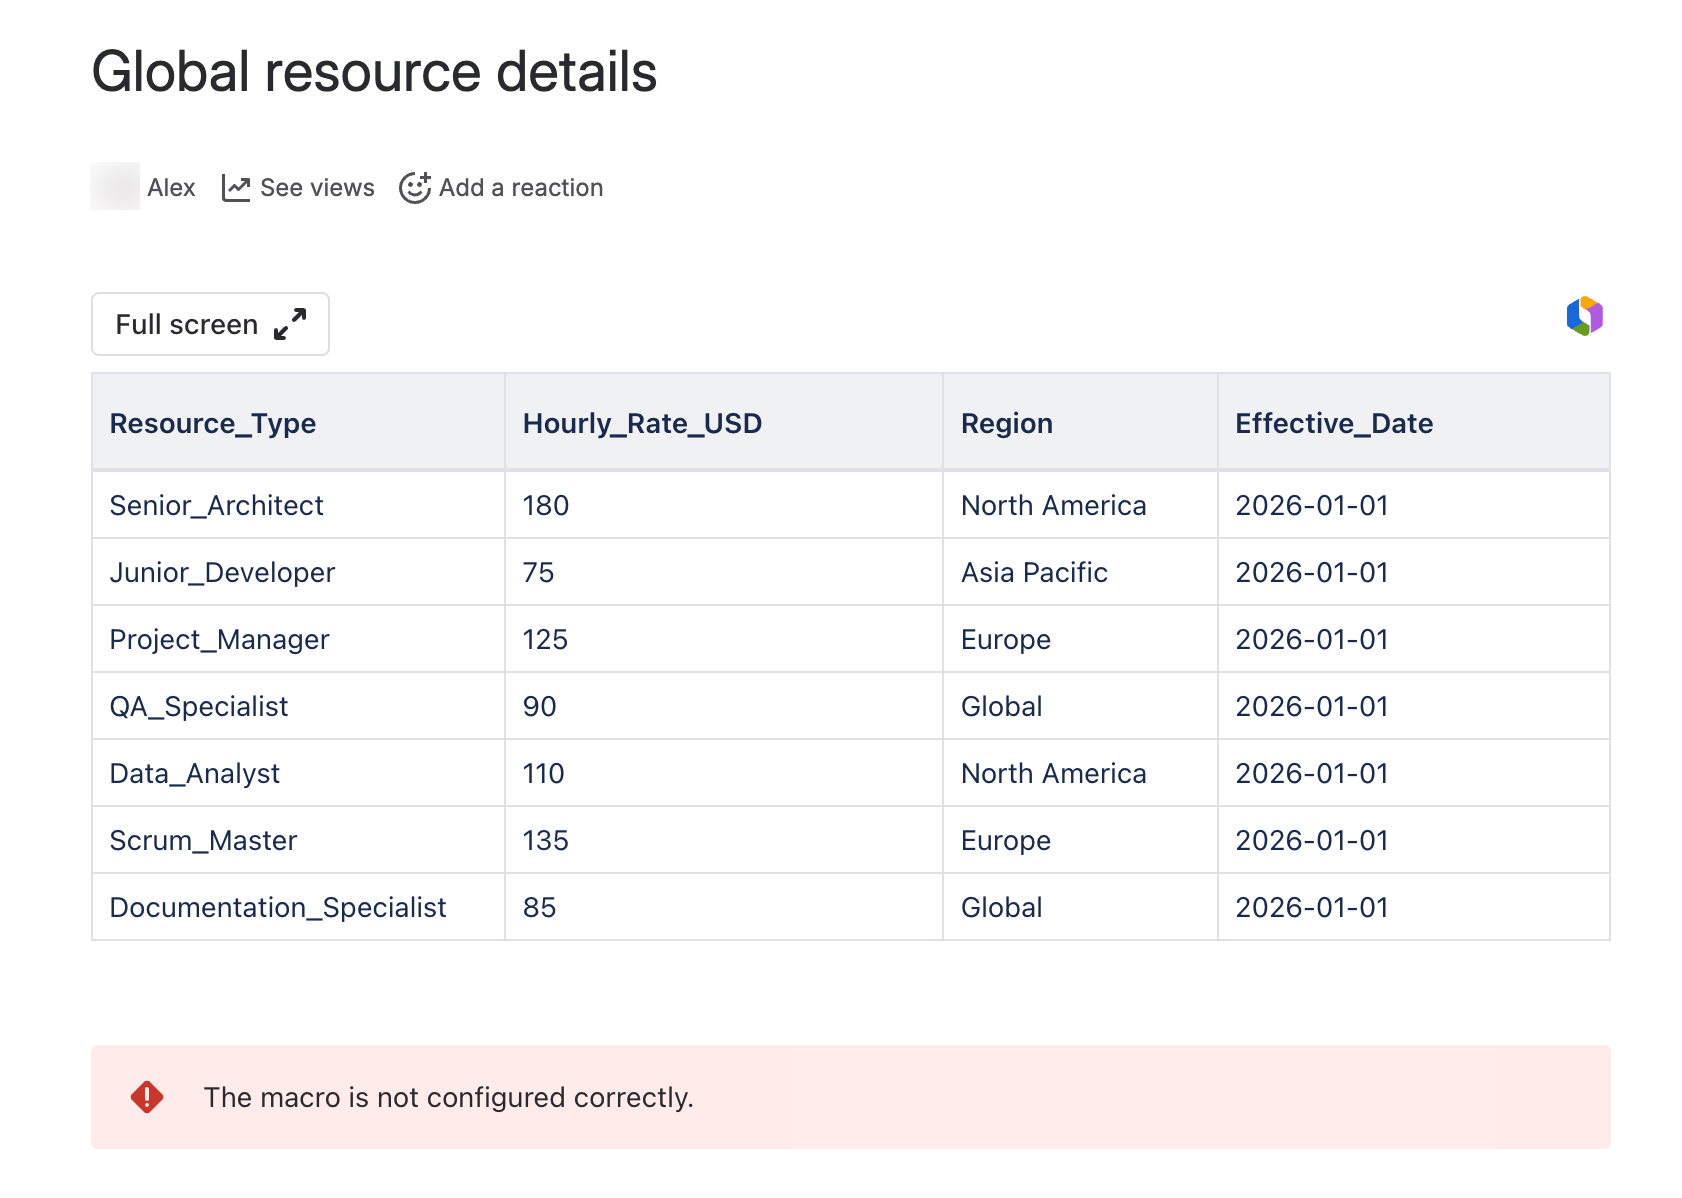 Global resource details
Alex See views Add a reaction
Full screen
Resource_Type Hourly_Rate_USD Region Effective_Date
Senior_Architect 180 North America 2026-01-01
Junior_Developer 75 Asia Pacific 2026-01-01
Project_Manager 125 Europe 2026-01-01
QA_Specialist 90 Global 2026-01-01
Data_Analyst 110 North America 2026-01-01
Scrum_Master 135 Europe 2026-01-01
Documentation_Specialist 85 Global 2026-01-01
The macro is not configured correctly.